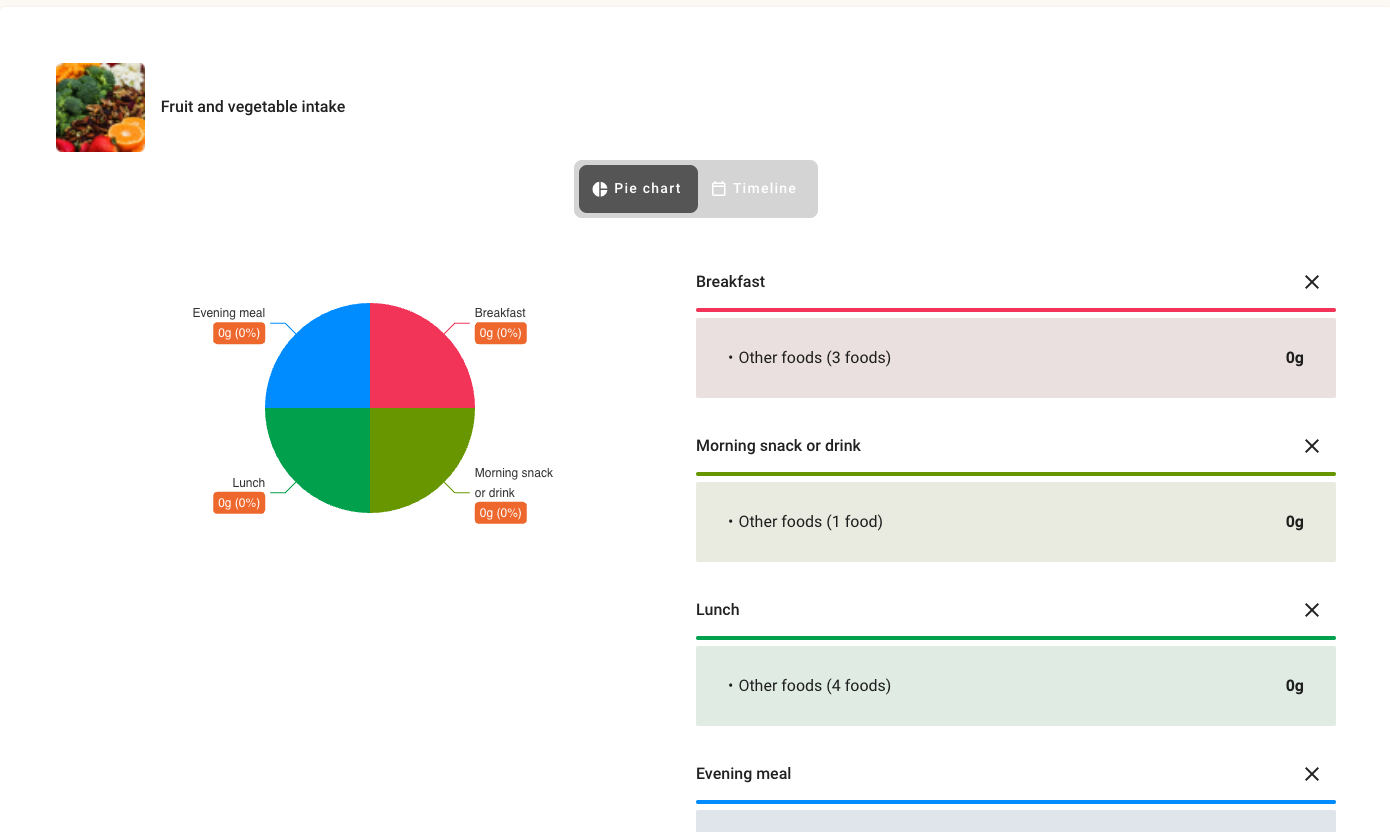 Fruit and vegetable intake
Pie chart
Timeline
Evening meal
0g (0%)
Breakfast
0g (0%)
Lunch
0g (0%)
Morning snack
or drink
0g (0%)
Breakfast
• Other foods (3 foods) 0g
Morning snack or drink
• Other foods (1 food) 0g
Lunch
• Other foods (4 foods) 0g
Evening meal